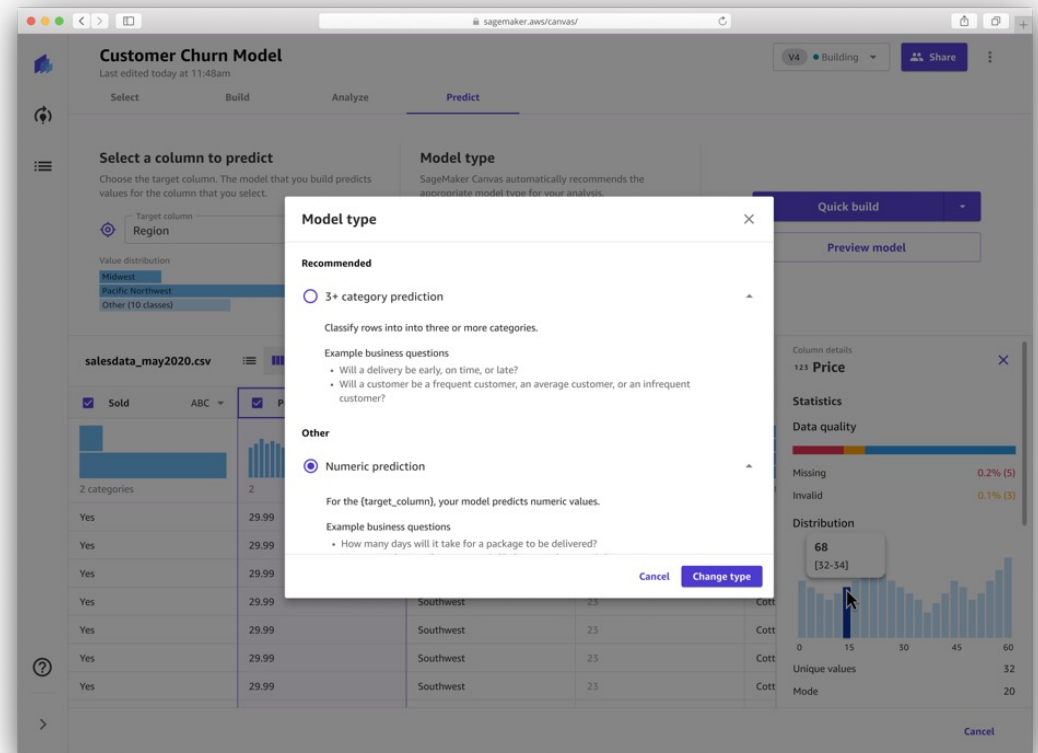 sagemaker.aws/canvas/
Customer Churn Model
Last edited today at 11:48am
V4 Building
Share
Select Build Analyze Predict
Select a column to predict
Choose the target column. The model that you build predicts
values for the column that you select.
Target column
Region
Value distribution
Midwest
Pacific Northwest
Other (10 classes)
Model type
SageMaker Canvas automatically recommends the
appropriate model type for your analysis.
Quick build
Preview model
Model type
Recommended
3+ category prediction
Classify rows into into three or more categories.
Example business questions
• Will a delivery be early, on time, or late?
• Will a customer be a frequent customer, an average customer, or an infrequent
customer?
Other
Numeric prediction
For the {target_column}, your model predicts numeric values.
Example business questions
• How many days will it take for a package to be delivered?
Cancel Change type
salesdata_may2020.csv
Sold ABC P
2 categories 2
Yes 29.99
Yes 29.99
Yes 29.99
Yes 29.99 Southwest 23 Cott
Yes 29.99 Southwest 23 Cott
Yes 29.99 Southwest 23 Cott
Yes 29.99 Southwest 23 Cott
Column details
123 Price
Statistics
Data quality
Missing 0.2% (5)
Invalid 0.1% (3)
Distribution
68
[32-34]
0 15 30 45 60
Unique values 32
Mode 20
Cancel